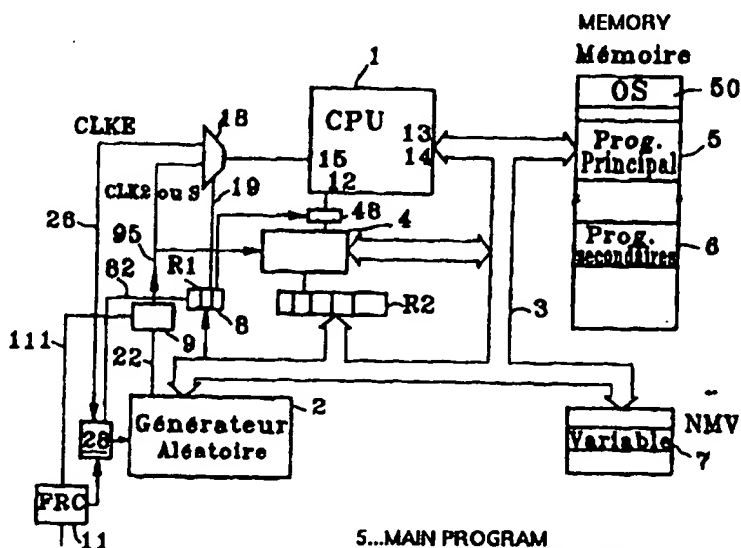 MEMORY
Mémoire
1
OS
50
CLKE
18
CPU
13
14
Prog.
Principal
5
15
12
CLK2 ou S
19
26
48
4
95
82
R1
Prog.
secondaires
6
R2
8
3
111
9
22
2
Générateur
Aléatoire
NMV
Variable
7
28
FRC
11
5...MAIN PROGRAM